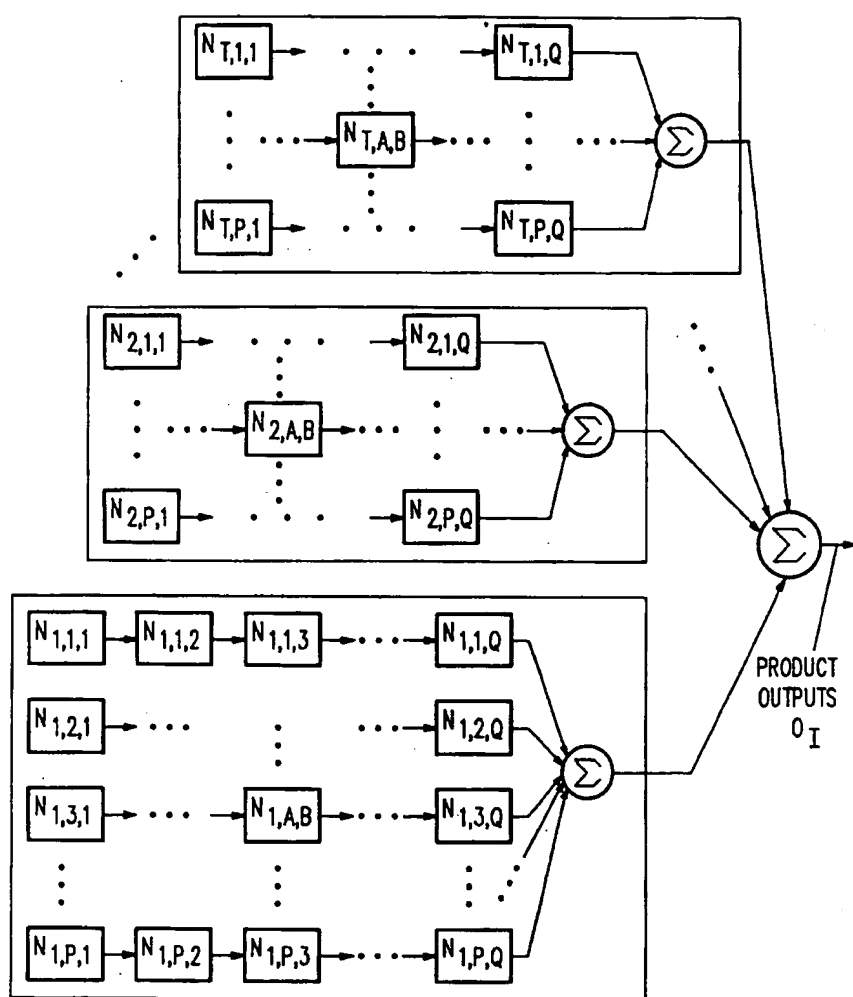 N T,1,1 N T,1,Q
N T,A,B Σ
N T,P,1 N T,P,Q
N 2,1,1 N 2,1,Q
N 2,A,B Σ
N 2,P,1 N 2,P,Q
Σ
N 1,1,1 N 1,1,2 N 1,1,3 N 1,1,Q
PRODUCT
OUTPUTS
O I
N 1,2,1 N 1,2,Q
Σ
N 1,3,1 N 1,A,B N 1,3,Q
N 1,P,1 N 1,P,2 N 1,P,3 N 1,P,Q